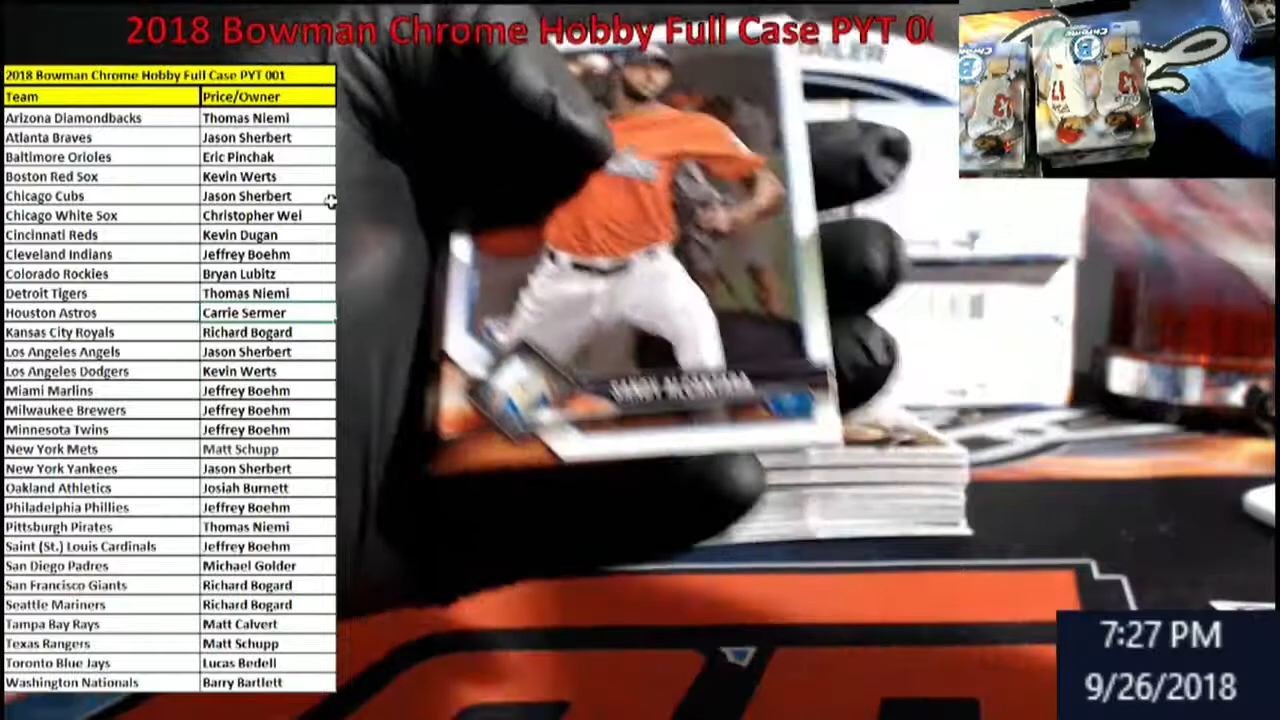 2018 Bowman Chrome Hobby Full Case PYT 00
2018 Bowman Chrome Hobby Full Case PYT 001
Team Price/Owner
Arizona Diamondbacks Thomas Niemi
Atlanta Braves Jason Sherbert
Baltimore Orioles Eric Pinchak
Boston Red Sox Kevin Werts
Chicago Cubs Jason Sherbert
Chicago White Sox Christopher Wei
Cincinnati Reds Kevin Dugan
Cleveland Indians Jeffrey Boehm
Colorado Rockies Bryan Lubitz
Detroit Tigers Thomas Niemi
Houston Astros Carrie Sermer
Kansas City Royals Richard Bogard
Los Angeles Angels Jason Sherbert
Los Angeles Dodgers Kevin Werts
Miami Marlins Jeffrey Boehm
Milwaukee Brewers Jeffrey Boehm
Minnesota Twins Jeffrey Boehm
New York Mets Matt Schupp
New York Yankees Jason Sherbert
Oakland Athletics Josiah Burnett
Philadelphia Phillies Jeffrey Boehm
Pittsburgh Pirates Thomas Niemi
Saint (St.) Louis Cardinals Jeffrey Boehm
San Diego Padres Michael Golder
San Francisco Giants Richard Bogard
Seattle Mariners Richard Bogard
Tampa Bay Rays Matt Calvert
Texas Rangers Matt Schupp
Toronto Blue Jays Lucas Bedell
Washington Nationals Barry Bartlett
SANDY ALCANTARA
7:27 PM
9/26/2018